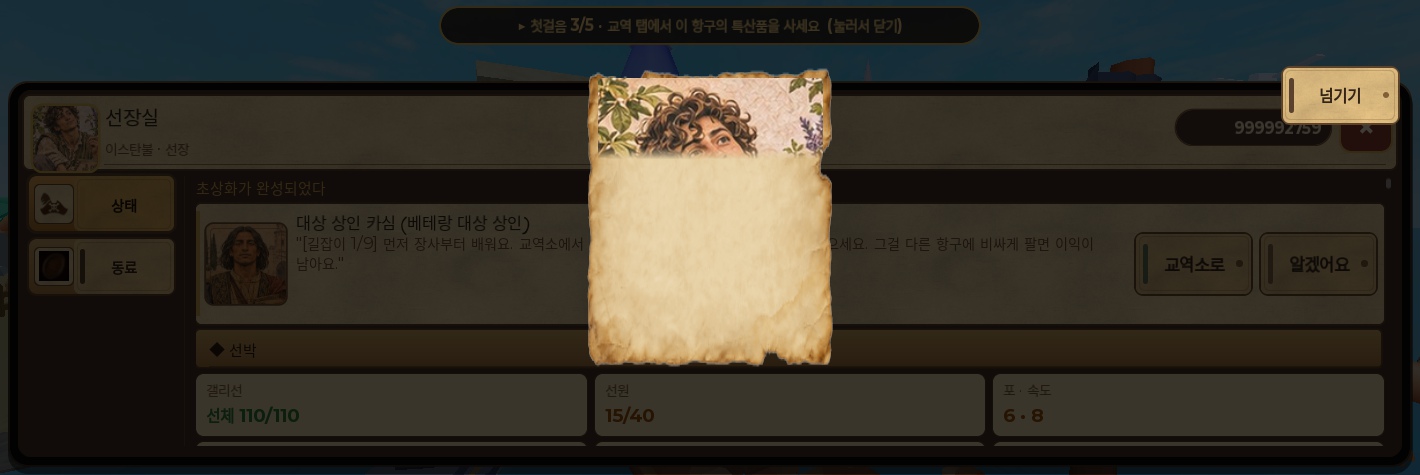 ▸ 첫걸음 3/5 · 교역 탭에서 이 항구의 특산품을 사세요 (눌러서 닫기)
넘기기
선장실
이스탄불 · 선장
999992759
상태
동료
초상화가 완성되었다
대상 상인 카심 (베테랑 대상 상인)
"[길잡이 1/9] 먼저 장사부터 배워요. 교역소에서 으세요. 그걸 다른 항구에 비싸게 팔면 이익이
남아요."
교역소로
알겠어요
◆ 선박
갤리선
선체 110/110
선원
15/40
포 · 속도
6 · 8